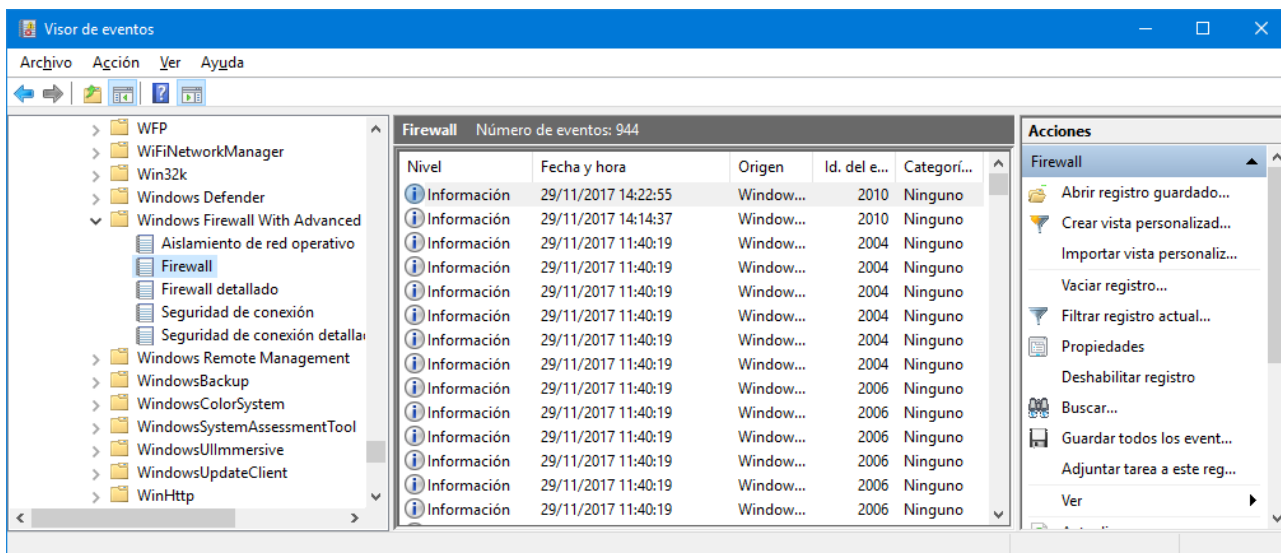 Visor de eventos
Archivo Acción Ver Ayuda
WFP
WiFiNetworkManager
Win32k
Windows Defender
Windows Firewall With Advanced
Aislamiento de red operativo
Firewall
Firewall detallado
Seguridad de conexión
Seguridad de conexión detalla
Windows Remote Management
WindowsBackup
WindowsColorSystem
WindowsSystemAssessmentTool
WindowsUIImmersive
WindowsUpdateClient
WinHttp
Firewall Número de eventos: 944
Nivel Fecha y hora Origen Id. del e... Categorí...
Información 29/11/2017 14:22:55 Window... 2010 Ninguno
Información 29/11/2017 14:14:37 Window... 2010 Ninguno
Información 29/11/2017 11:40:19 Window... 2004 Ninguno
Información 29/11/2017 11:40:19 Window... 2004 Ninguno
Información 29/11/2017 11:40:19 Window... 2004 Ninguno
Información 29/11/2017 11:40:19 Window... 2004 Ninguno
Información 29/11/2017 11:40:19 Window... 2004 Ninguno
Información 29/11/2017 11:40:19 Window... 2004 Ninguno
Información 29/11/2017 11:40:19 Window... 2006 Ninguno
Información 29/11/2017 11:40:19 Window... 2006 Ninguno
Información 29/11/2017 11:40:19 Window... 2006 Ninguno
Información 29/11/2017 11:40:19 Window... 2006 Ninguno
Información 29/11/2017 11:40:19 Window... 2006 Ninguno
Información 29/11/2017 11:40:19 Window... 2006 Ninguno
Acciones
Firewall
Abrir registro guardado...
Crear vista personalizad...
Importar vista personaliz...
Vaciar registro...
Filtrar registro actual...
Propiedades
Deshabilitar registro
Buscar...
Guardar todos los event...
Adjuntar tarea a este reg...
Ver